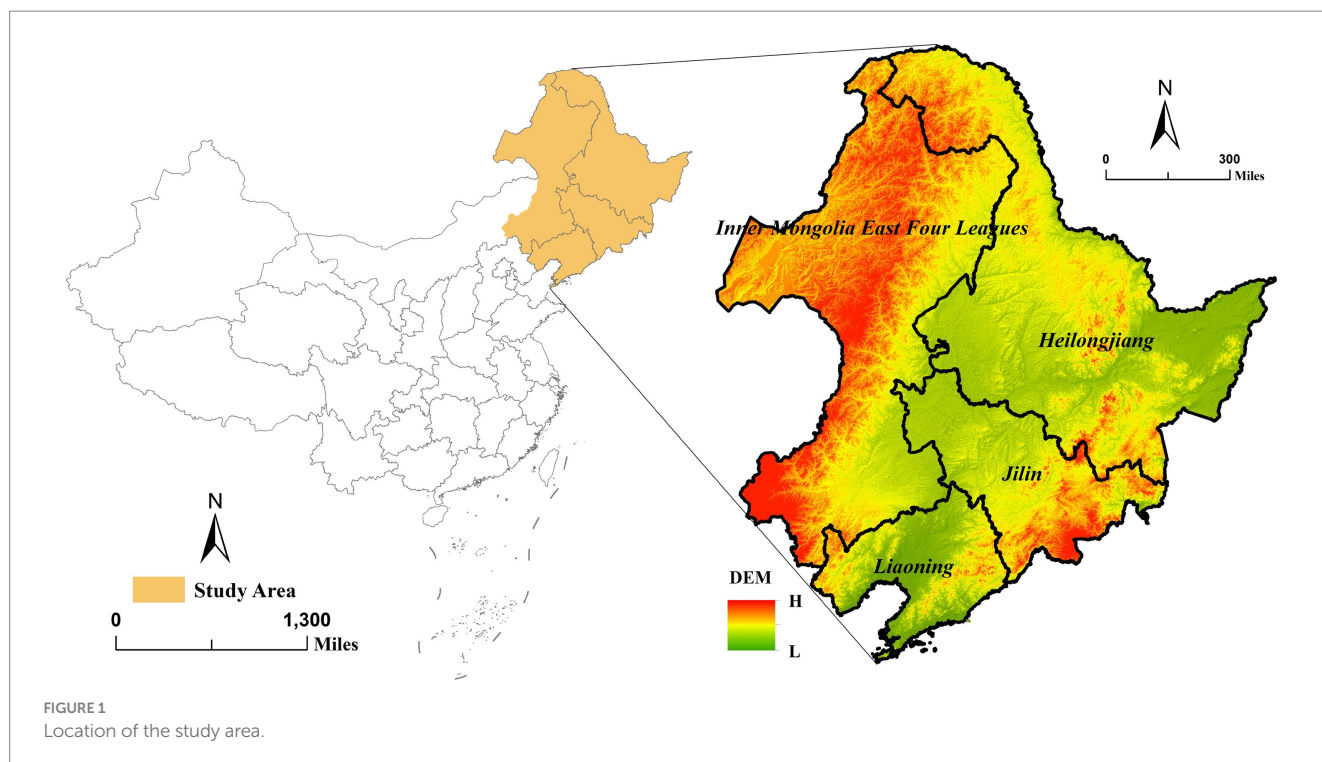 N
0
300
Miles
Inner Mongolia East Four Leagues
Heilongjiang
Jilin
Liaoning
DEM
H
L
N
Study Area
0
1,300
Miles
FIGURE 1
Location of the study area.